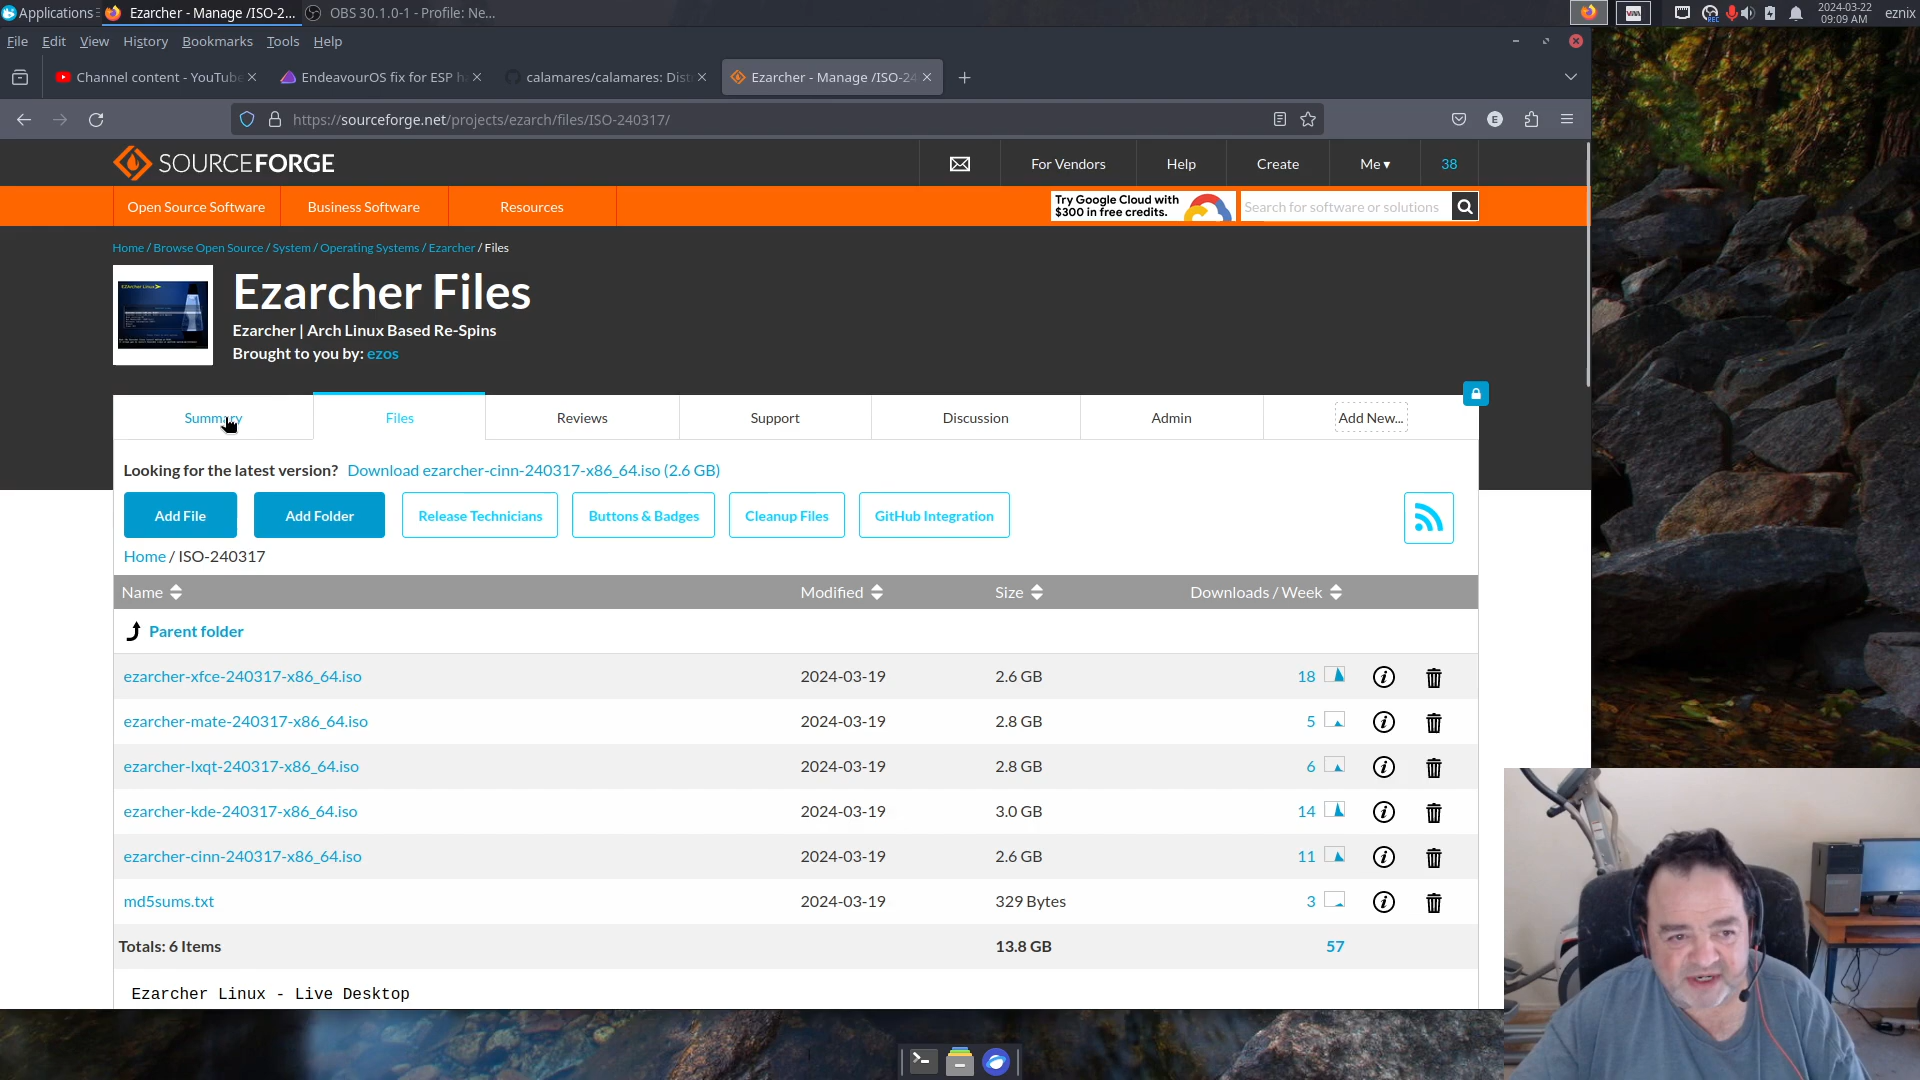 Applications
Ezarcher - Manage /ISO-2...
OBS 30.1.0-1 - Profile: Ne...
REC
2024-03-22
09:09 AM
eznix
File Edit View History Bookmarks Tools Help
Channel content - YouTube
EndeavourOS fix for ESP h
calamares/calamares: Dist
Ezarcher - Manage /ISO-24
https://sourceforge.net/projects/ezarch/files/ISO-240317/
E
SOURCEFORGE
For Vendors
Help
Create
Me ▾
38
Open Source Software
Business Software
Resources
Try Google Cloud with
$300 in free credits.
Search for software or solutions
Home / Browse Open Source / System / Operating Systems / Ezarcher / Files
Ezarcher Files
Ezarcher | Arch Linux Based Re-Spins
Brought to you by: ezos
Summary
Files
Reviews
Support
Discussion
Admin
Add New...
Looking for the latest version? Download ezarcher-cinn-240317-x86_64.iso (2.6 GB)
Add File
Add Folder
Release Technicians
Buttons & Badges
Cleanup Files
GitHub Integration
Home / ISO-240317
Name Modified Size Downloads / Week
Parent folder
ezarcher-xfce-240317-x86_64.iso 2024-03-19 2.6 GB 18
ezarcher-mate-240317-x86_64.iso 2024-03-19 2.8 GB 5
ezarcher-lxqt-240317-x86_64.iso 2024-03-19 2.8 GB 6
ezarcher-kde-240317-x86_64.iso 2024-03-19 3.0 GB 14
ezarcher-cinn-240317-x86_64.iso 2024-03-19 2.6 GB 11
md5sums.txt 2024-03-19 329 Bytes 3
Totals: 6 Items 13.8 GB 57
Ezarcher Linux - Live Desktop